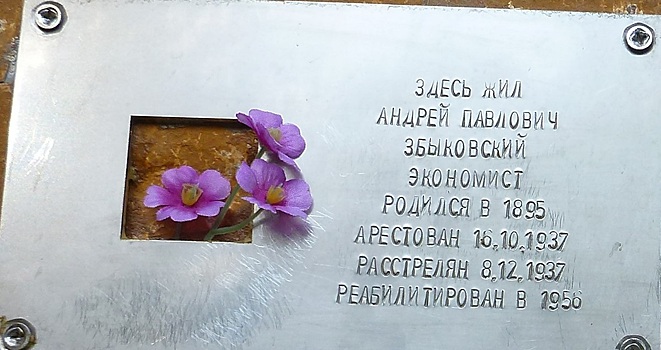 ЗДЕСЬ ЖИЛ
АНДРЕЙ ПАВЛОВИЧ
ЗБЫКОВСКИЙ
ЭКОНОМИСТ
РОДИЛСЯ В 1895
АРЕСТОВАН 16.10.1937
РАССТРЕЛЯН 8.12.1937
РЕАБИЛИТИРОВАН В 1956